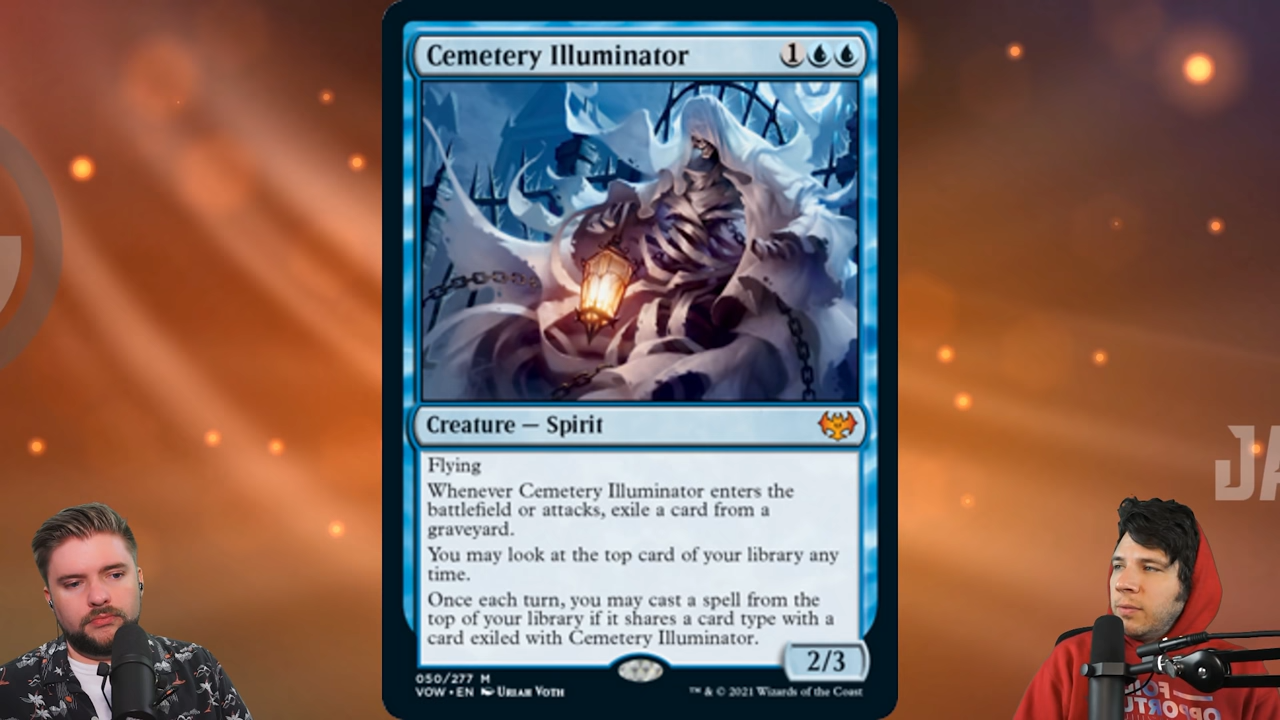 Cemetery Illuminator 1
Creature — Spirit
Flying
Whenever Cemetery Illuminator enters the
battlefield or attacks, exile a card from a
graveyard.
You may look at the top card of your library any
time.
Once each turn, you may cast a spell from the
top of your library if it shares a card type with a
card exiled with Cemetery Illuminator.
2/3
050/277 M
VOW • EN Uriah Voth
™ & © 2021 Wizards of the Coast
JA